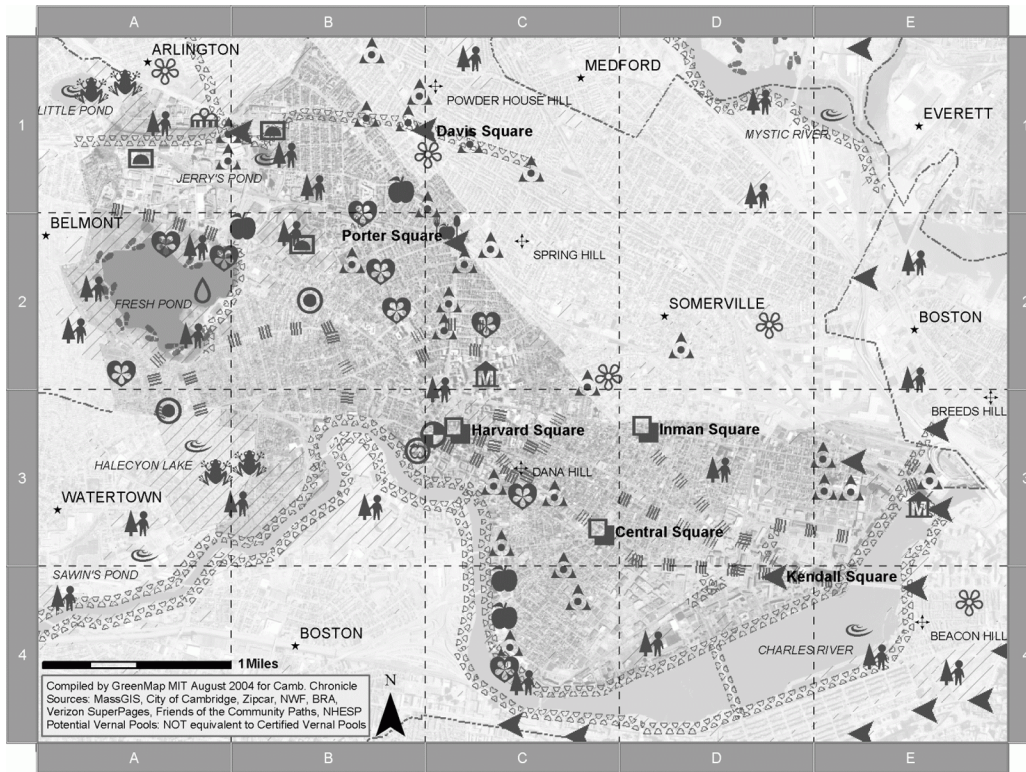 A B C D E
ARLINGTON
MEDFORD
LITTLE POND
POWDER HOUSE HILL
EVERETT
1
Davis Square
MYSTIC RIVER
JERRY'S POND
BELMONT
Porter Square
SPRING HILL
2
FRESH POND
SOMERVILLE
BOSTON
2
BREEDS HILL
Harvard Square
Inman Square
HALECYON LAKE
DANA HILL
3
WATERTOWN
3
Central Square
SAWIN'S POND
Kendall Square
BOSTON
BEACON HILL
CHARLES RIVER
4
1 Miles
N
Compiled by GreenMap MIT August 2004 for Camb. Chronicle
Sources: MassGIS, City of Cambridge, Zipcar, NWF, BRA,
Verizon SuperPages, Friends of the Community Paths, NHESP
Potential Vernal Pools: NOT equivalent to Certified Vernal Pools
A B C D E